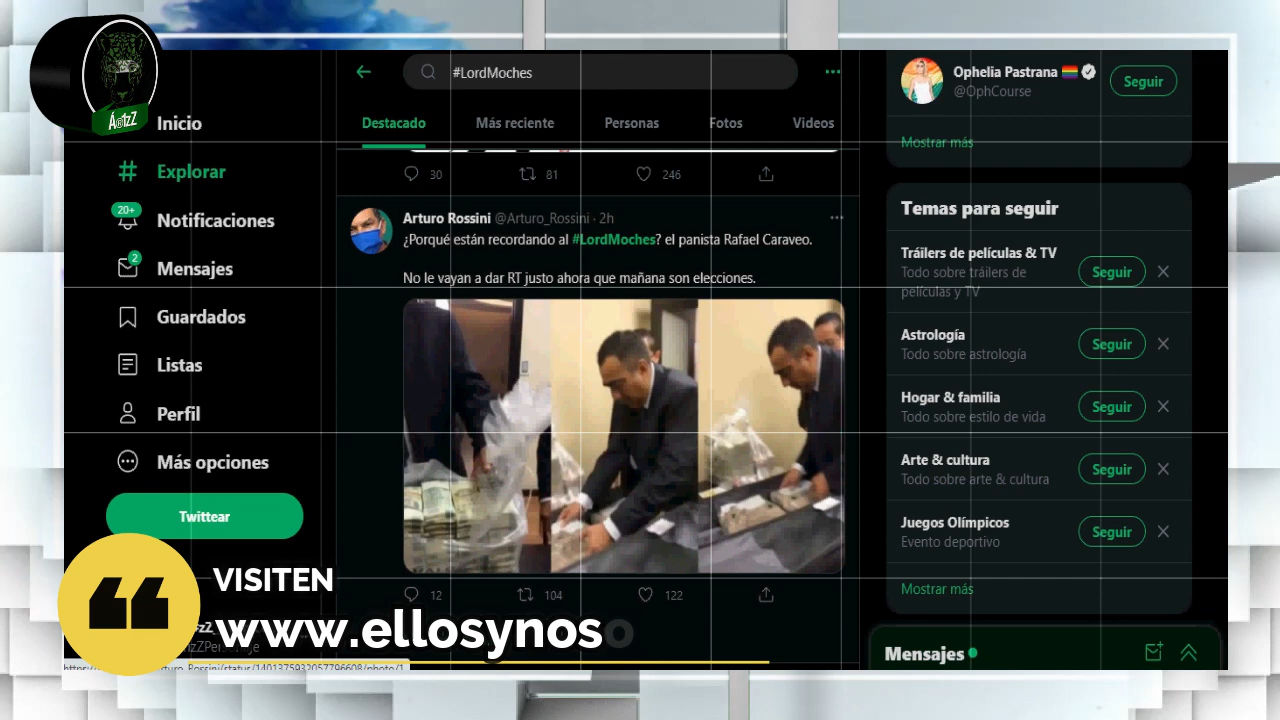 Á@tzZ
Inicio
Explorar
20+
Notificaciones
2
Mensajes
Guardados
Listas
Perfil
Más opciones
Twittear
#LordMoches
Destacado
Más reciente
Personas
Fotos
Videos
30
81
246
Arturo Rossini @Arturo_Rossini · 2h
¿Porqué están recordando al #LordMoches? el panista Rafael Caraveo.
No le vayan a dar RT justo ahora que mañana son elecciones.
12
104
122
Ophelia Pastrana
@OphCourse
Seguir
Mostrar más
Temas para seguir
Tráilers de películas & TV
Todo sobre tráilers de
películas y TV
Seguir
Astrología
Todo sobre astrología
Seguir
Hogar & familia
Todo sobre estilo de vida
Seguir
Arte & cultura
Todo sobre arte & cultura
Seguir
Juegos Olímpicos
Evento deportivo
Seguir
Mostrar más
Mensajes
VISITEN
www.ellosynoso